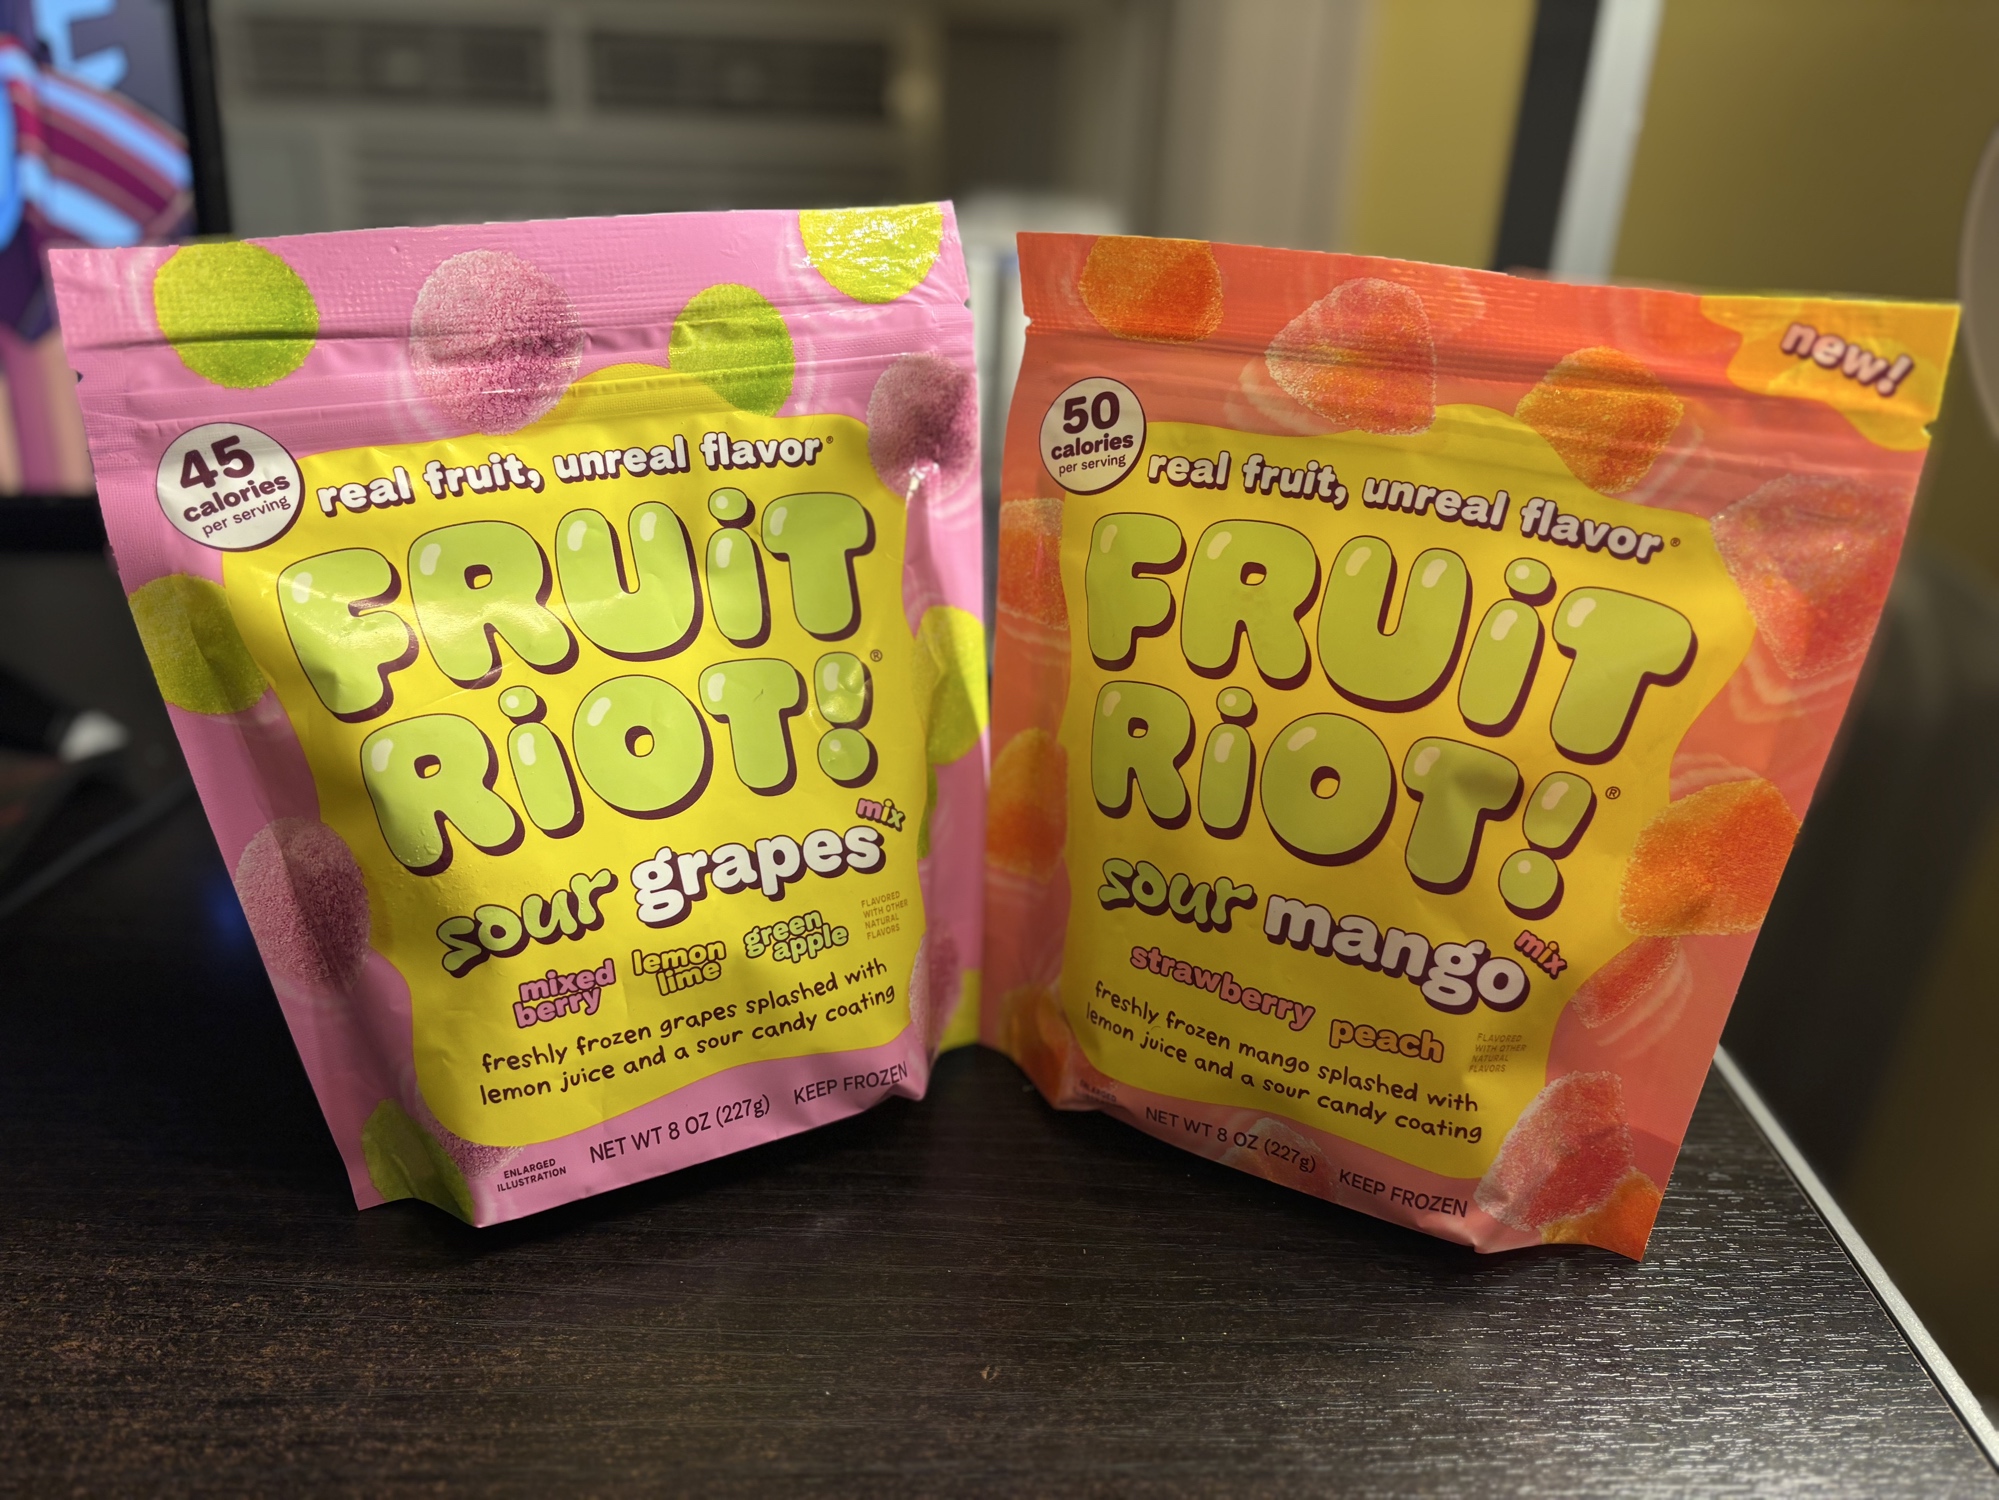 45
calories
per serving
real fruit, unreal flavor®
FRUiT
RiOT!®
sour grapes mix
mixed
berry
lemon
lime
green
apple
FLAVORED
WITH OTHER
NATURAL
FLAVORS
freshly frozen grapes splashed with
lemon juice and a sour candy coating
NET WT 8 OZ (227g) KEEP FROZEN
ENLARGED
ILLUSTRATION
new!
50
calories
per serving
real fruit, unreal flavor®
FRUiT
RiOT!®
sour mango mix
strawberry peach
FLAVORED
WITH OTHER
NATURAL
FLAVORS
freshly frozen mango splashed with
lemon juice and a sour candy coating
ENLARGED
NET WT 8 OZ (227g) KEEP FROZEN